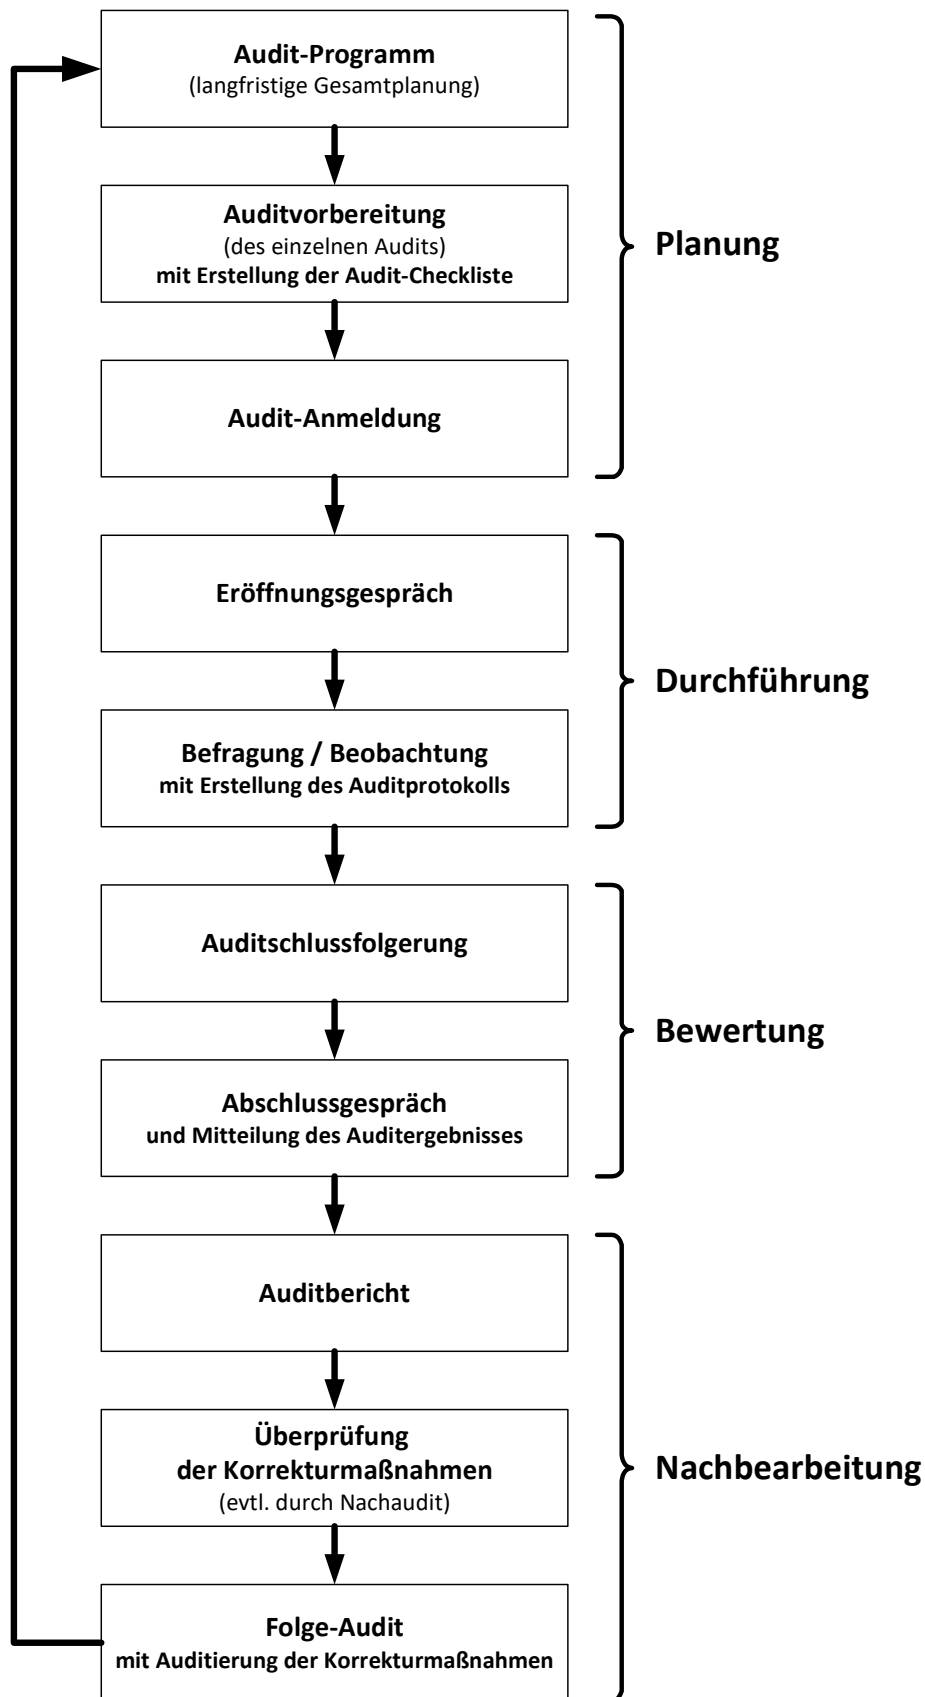 Audit-Programm
(langfristige Gesamtplanung)
Auditvorbereitung
(des einzelnen Audits)
mit Erstellung der Audit-Checkliste
Audit-Anmeldung
Planung
Eröffnungsgespräch
Befragung / Beobachtung
mit Erstellung des Auditprotokolls
Durchführung
Auditschlussfolgerung
Abschlussgespräch
und Mitteilung des Auditergebnisses
Bewertung
Auditbericht
Überprüfung
der Korrekturmaßnahmen
(evtl. durch Nachaudit)
Folge-Audit
mit Auditierung der Korrekturmaßnahmen
Nachbearbeitung